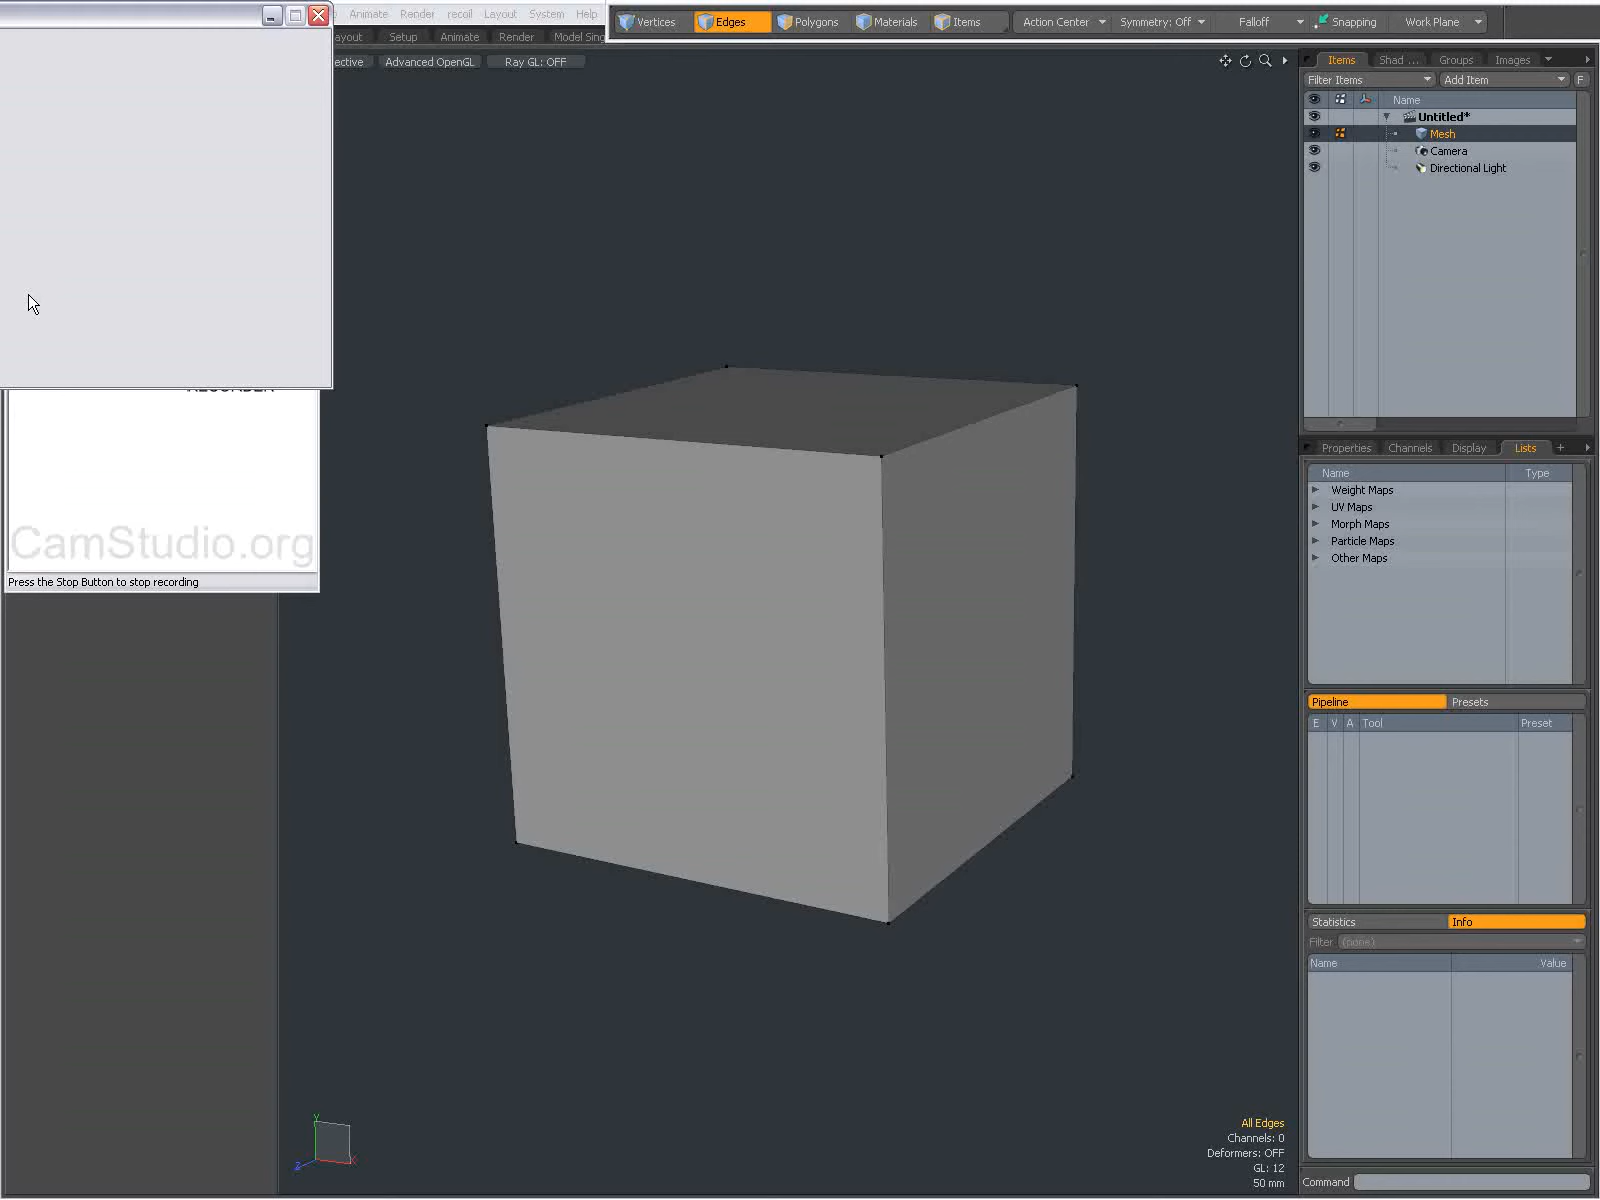 Animate Render recoil Layout System Help
Vertices Edges Polygons Materials Items Action Center Symmetry: Off Falloff Snapping Work Plane
ayout Setup Animate Render Model Sing
ective Advanced OpenGL Ray GL: OFF
Items Shad ... Groups Images
Filter Items Add Item F
Name
Untitled*
Mesh
Camera
Directional Light
CamStudio.org
Press the Stop Button to stop recording
Properties Channels Display Lists +
Name Type
Weight Maps
UV Maps
Morph Maps
Particle Maps
Other Maps
Pipeline Presets
E V A Tool Preset
Statistics Info
Filter (none)
Name Value
Y
Z X
All Edges
Channels: 0
Deformers: OFF
GL: 12
50 mm
Command